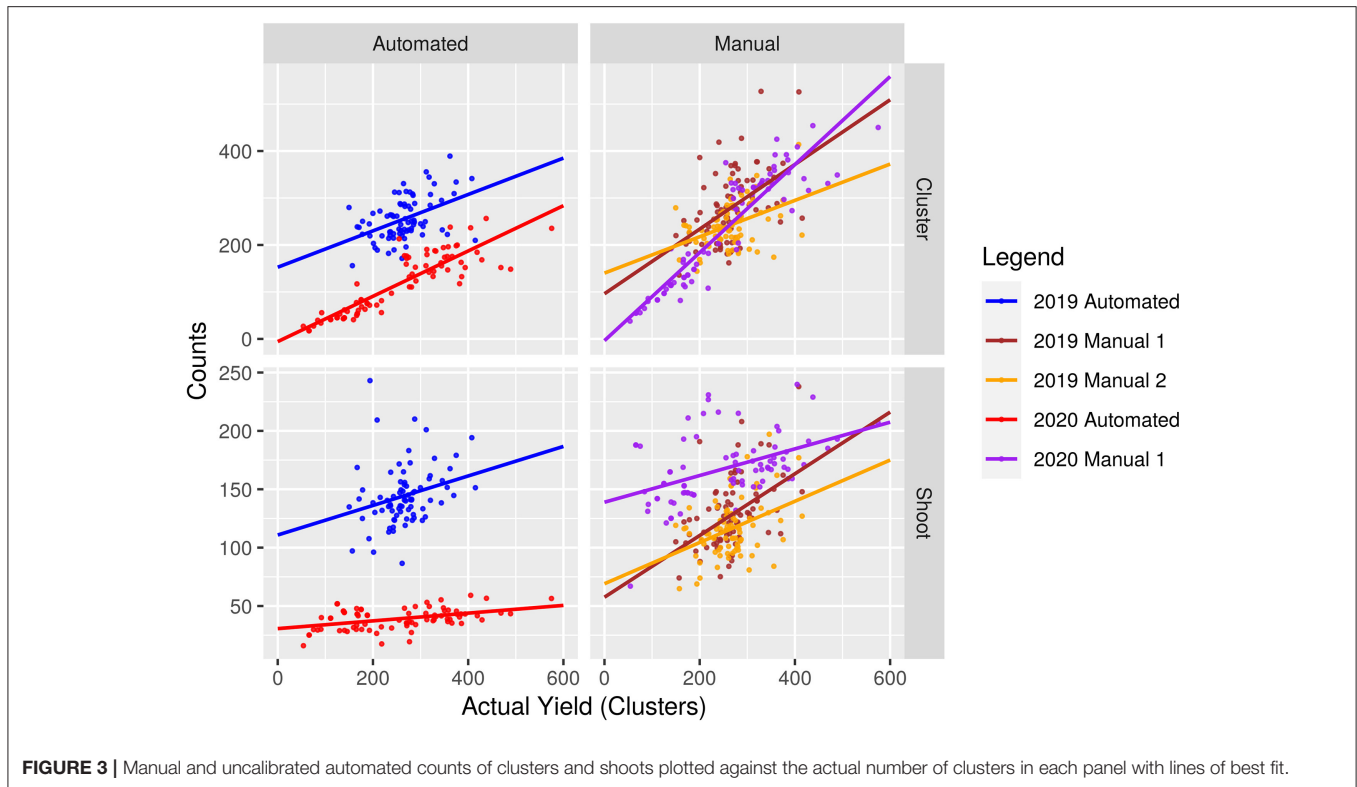 Automated Manual
Cluster
Shoot
Counts
400
200
0
250
200
150
100
50
0 200 400 600 0 200 400 600
Actual Yield (Clusters)
Legend
2019 Automated
2019 Manual 1
2019 Manual 2
2020 Automated
2020 Manual 1
FIGURE 3 | Manual and uncalibrated automated counts of clusters and shoots plotted against the actual number of clusters in each panel with lines of best fit.